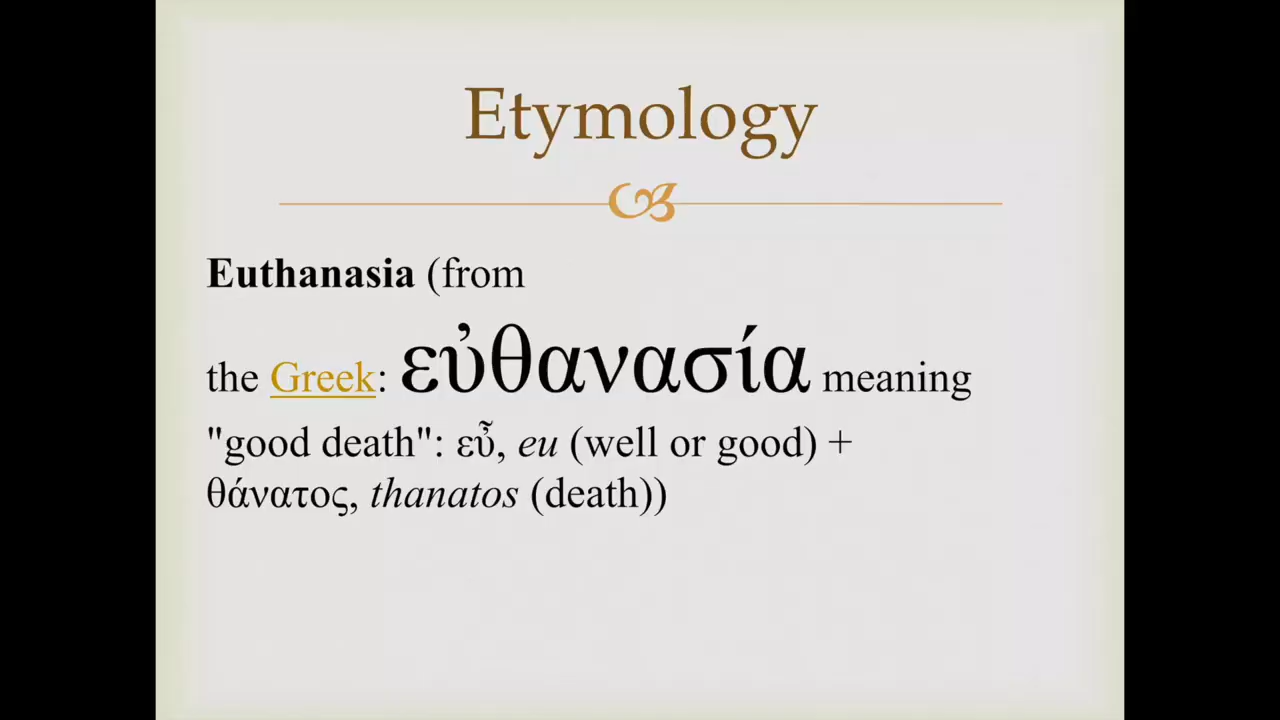 Etymology
Euthanasia (from
the Greek: εὐθανασία meaning
"good death": εὖ, eu (well or good) +
θάνατος, thanatos (death))